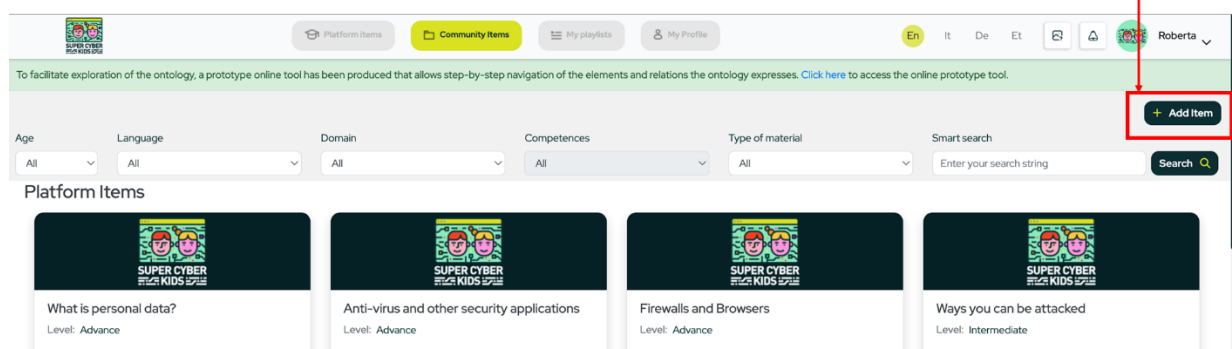 SUPER CYBER
KIDS
Platform items
Community Items
My playlists
My Profile
En
It
De
Et
Roberta
To facilitate exploration of the ontology, a prototype online tool has been produced that allows step-by-step navigation of the elements and relations the ontology expresses. Click here to access the online prototype tool.
+ Add Item
Age
Language
Domain
Competences
Type of material
Smart search
All
All
All
All
All
Enter your search string
Search
Platform Items
SUPER CYBER
KIDS
SUPER CYBER
KIDS
SUPER CYBER
KIDS
SUPER CYBER
KIDS
What is personal data?
Anti-virus and other security applications
Firewalls and Browsers
Ways you can be attacked
Level: Advance
Level: Advance
Level: Advance
Level: Intermediate